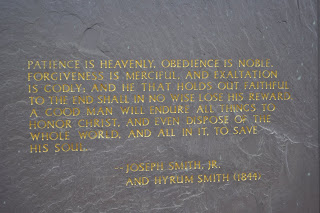 PATIENCE IS HEAVENLY, OBEDIENCE IS NOBLE,
FORGIVENESS IS MERCIFUL, AND EXALTATION
IS GODLY; AND HE THAT HOLDS OUT FAITHFUL
TO THE END SHALL IN NO WISE LOSE HIS REWARD.
A GOOD MAN WILL ENDURE ALL THINGS TO
HONOR CHRIST, AND EVEN DISPOSE OF THE
WHOLE WORLD, AND ALL IN IT, TO SAVE
HIS SOUL.
--JOSEPH SMITH, JR.
AND HYRUM SMITH (1844)